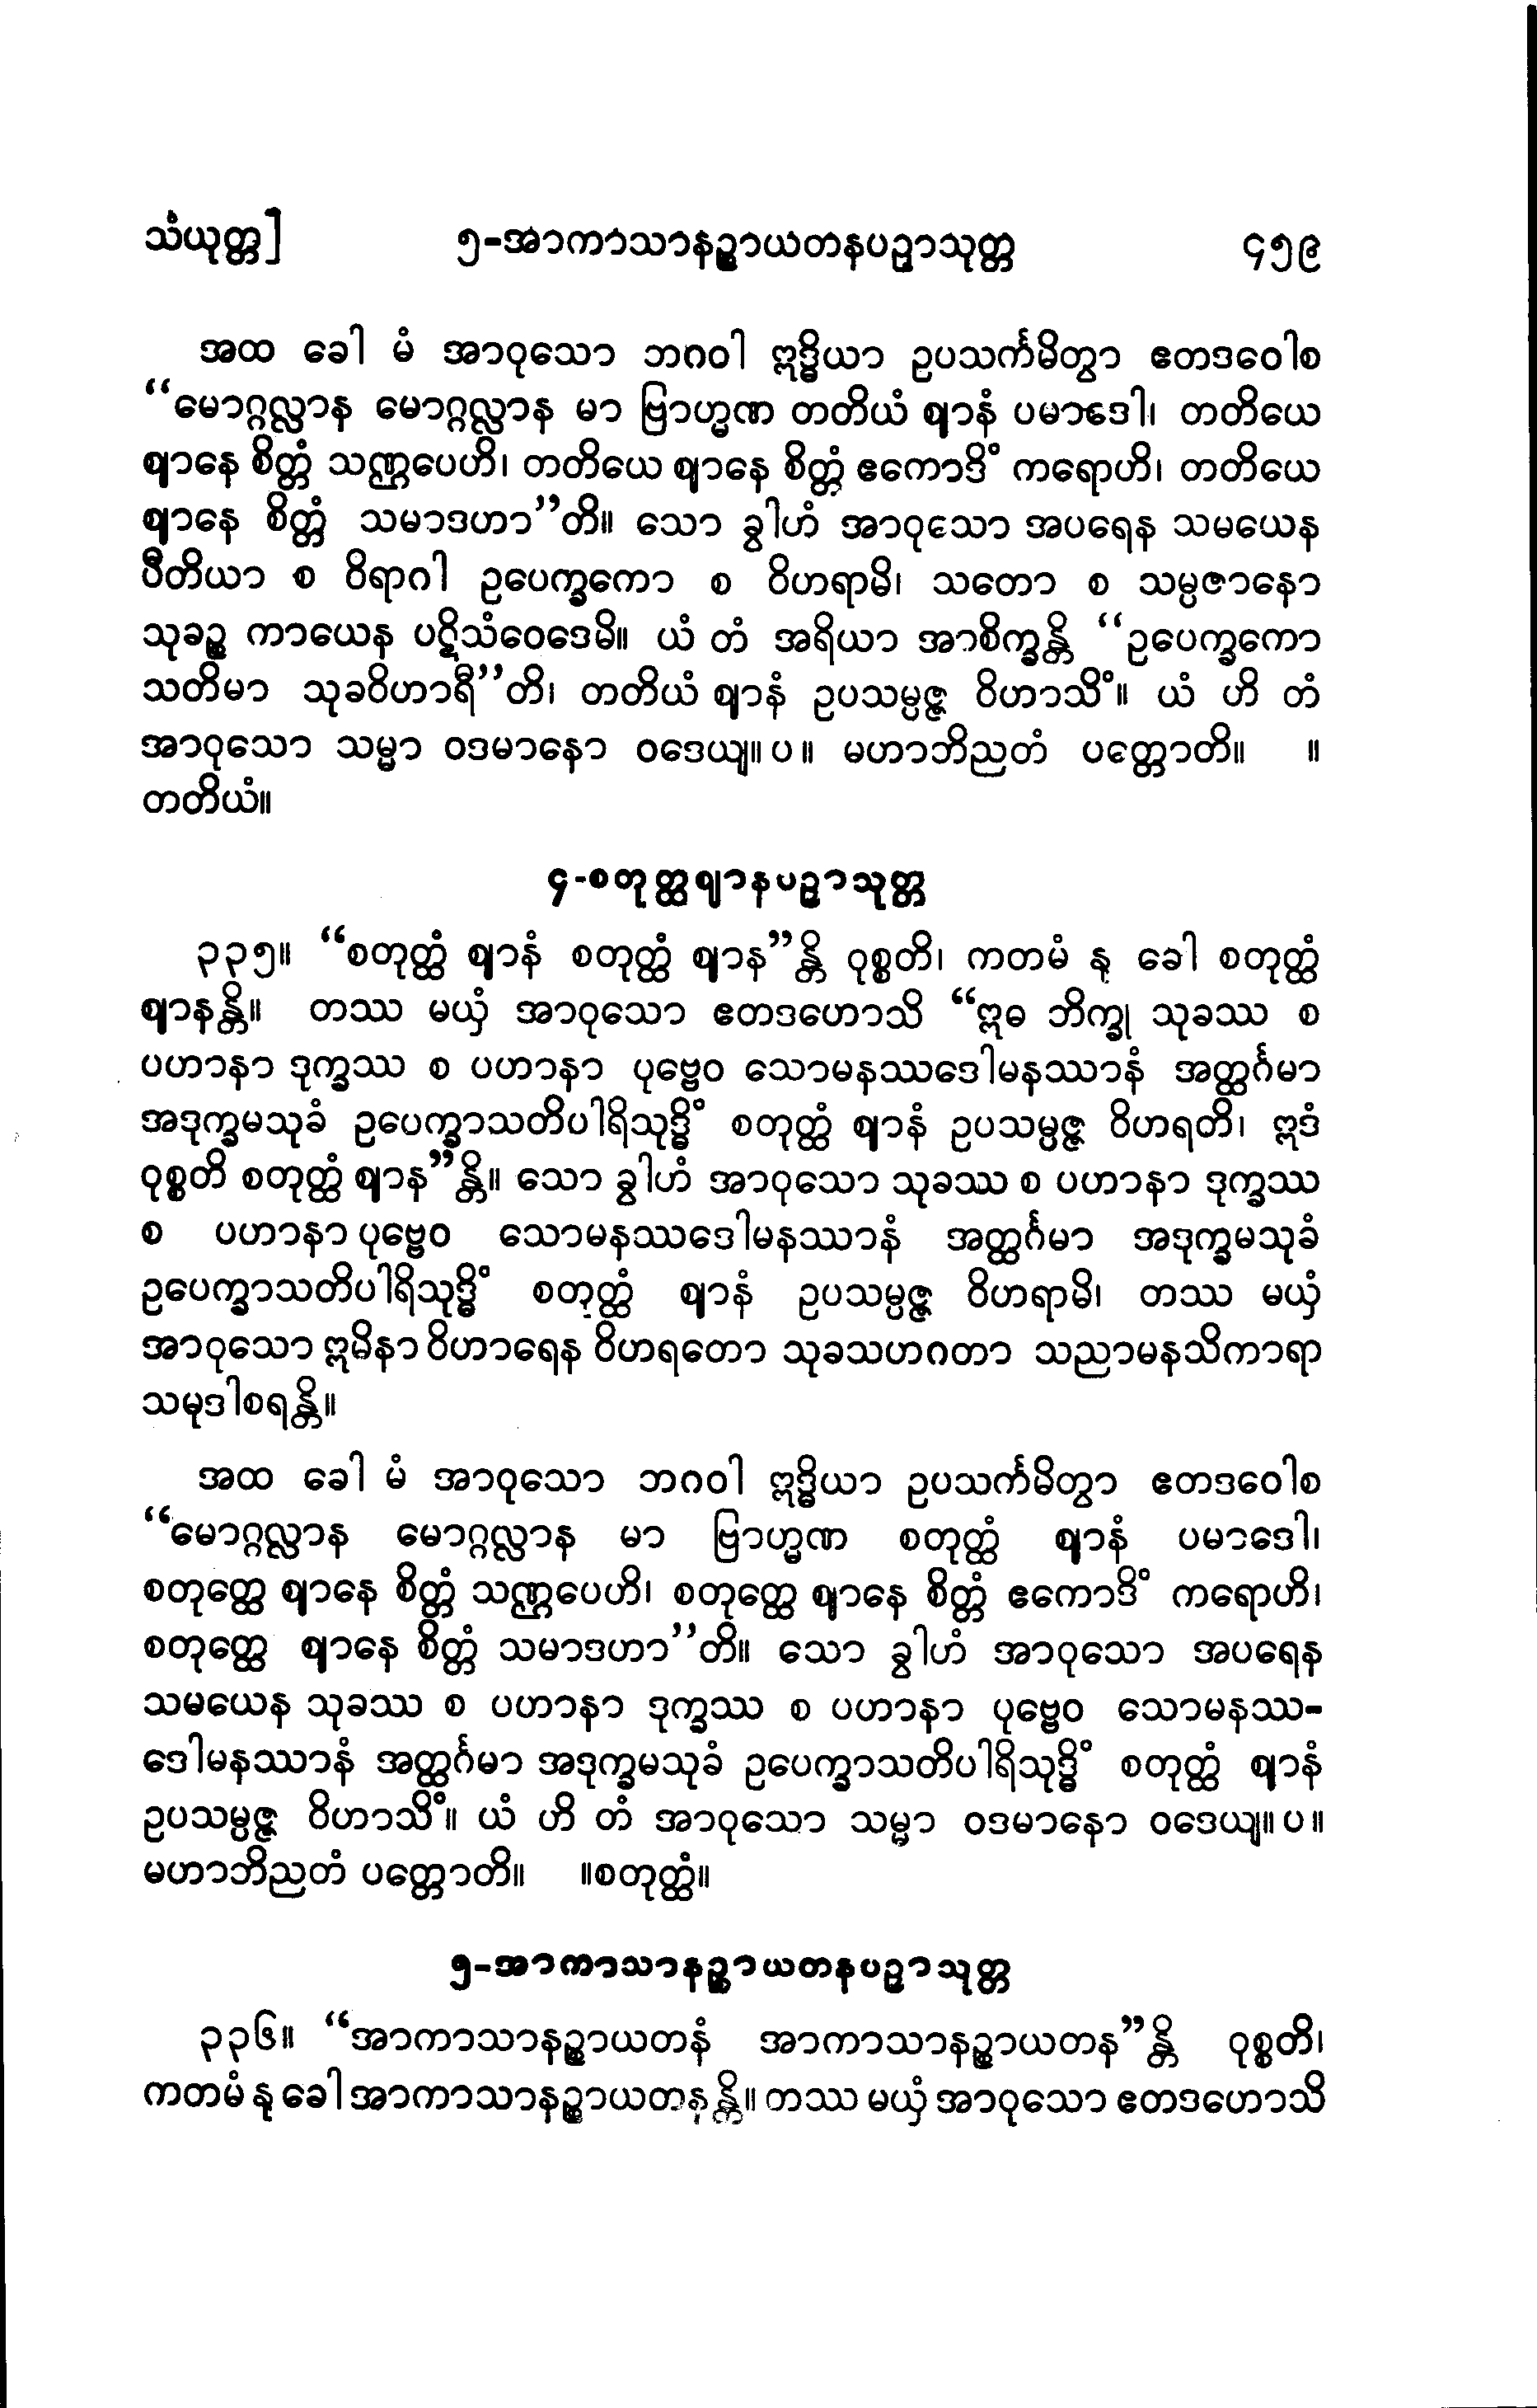 သံယုတ္တ] ၅-အာကာသာနဉ္စာယတနပဉှာသုတ္တ ၄၅၉
အထ ခေါ မံ အာဝုသော ဘဂဝါ ဣဒ္ဓိယာ ဥပသင်္ကမိတွာ ဧတဒဝေါစ
“မောဂ္ဂလ္လာန မောဂ္ဂလ္လာန မာ ဗြာဟ္မဏ တတိယံ ဈာနံ ပမာဒေါ၊ တတိယေ
ဈာနေ စိတ္တံ သဏ္ဌပေဟိ၊ တတိယေ ဈာနေ စိတ္တံ ဧကောဒိံ ကရောဟိ၊ တတိယေ
ဈာနေ စိတ္တံ သမာဒဟာ”တိ။ သော ခွါဟံ အာဝုသော အပရေန သမယေန
ပီတိယာ စ ဝိရာဂါ ဥပေက္ခကော စ ဝိဟရာမိ၊ သတော စ သမ္ပဇာနော
သုခဉ္စ ကာယေန ပဋိသံဝေဒေမိ။ ယံ တံ အရိယာ အာစိက္ခန္တိ “ဥပေက္ခကော
သတိမာ သုခဝိဟာရီ”တိ၊ တတိယံ ဈာနံ ဥပသမ္ပဇ္ဇ ဝိဟာသိံ။ ယံ ဟိ တံ
အာဝုသော သမ္မာ ဝဒမာနော ဝဒေယျ။ ပ ။ မဟာဘိညတံ ပတ္တောတိ။ ။
တတိယံ။
၄-စတုတ္ထဈာနပဉှာသုတ္တ
၃၃၅။ “စတုတ္ထံ ဈာနံ စတုတ္ထံ ဈာန”န္တိ ဝုစ္စတိ၊ ကတမံ နု ခေါ စတုတ္ထံ
ဈာနန္တိ။ တဿ မယှံ အာဝုသော ဧတဒဟောသိ “ဣဓ ဘိက္ခု သုခဿ စ
ပဟာနာ ဒုက္ခဿ စ ပဟာနာ ပုဗ္ဗေဝ သောမနဿဒေါမနဿာနံ အတ္ထင်္ဂမာ
အဒုက္ခမသုခံ ဥပေက္ခာသတိပါရိသုဒ္ဓိံ စတုတ္ထံ ဈာနံ ဥပသမ္ပဇ္ဇ ဝိဟရတိ၊ ဣဒံ
ဝုစ္စတိ စတုတ္ထံ ဈာန”န္တိ။ သော ခွါဟံ အာဝုသော သုခဿ စ ပဟာနာ ဒုက္ခဿ
စ ပဟာနာ ပုဗ္ဗေဝ သောမနဿဒေါမနဿာနံ အတ္ထင်္ဂမာ အဒုက္ခမသုခံ
ဥပေက္ခာသတိပါရိသုဒ္ဓိံ စတုတ္ထံ ဈာနံ ဥပသမ္ပဇ္ဇ ဝိဟရာမိ၊ တဿ မယှံ
အာဝုသော ဣမိနာ ဝိဟာရေန ဝိဟရတော သုခသဟဂတာ သညာမနသိကာရာ
သမုဒါစရန္တိ။
အထ ခေါ မံ အာဝုသော ဘဂဝါ ဣဒ္ဓိယာ ဥပသင်္ကမိတွာ ဧတဒဝေါစ
“မောဂ္ဂလ္လာန မောဂ္ဂလ္လာန မာ ဗြာဟ္မဏ စတုတ္ထံ ဈာနံ ပမာဒေါ၊
စတုတ္ထေ ဈာနေ စိတ္တံ သဏ္ဌပေဟိ၊ စတုတ္ထေ ဈာနေ စိတ္တံ ဧကောဒိံ ကရောဟိ၊
စတုတ္ထေ ဈာနေ စိတ္တံ သမာဒဟာ”တိ။ သော ခွါဟံ အာဝုသော အပရေန
သမယေန သုခဿ စ ပဟာနာ ဒုက္ခဿ စ ပဟာနာ ပုဗ္ဗေဝ သောမနဿ-
ဒေါမနဿာနံ အတ္ထင်္ဂမာ အဒုက္ခမသုခံ ဥပေက္ခာသတိပါရိသုဒ္ဓိံ စတုတ္ထံ ဈာနံ
ဥပသမ္ပဇ္ဇ ဝိဟာသိံ။ ယံ ဟိ တံ အာဝုသော သမ္မာ ဝဒမာနော ဝဒေယျ။ ပ ။
မဟာဘိညတံ ပတ္တောတိ။ ။စတုတ္ထံ။
၅-အာကာသာနဉ္စာယတနပဉှာသုတ္တ
၃၃၆။ “အာကာသာနဉ္စာယတနံ အာကာသာနဉ္စာယတန”န္တိ ဝုစ္စတိ၊
ကတမံ နု ခေါ အာကာသာနဉ္စာယတနန္တိ။ တဿ မယှံ အာဝုသော ဧတဒဟောသိ